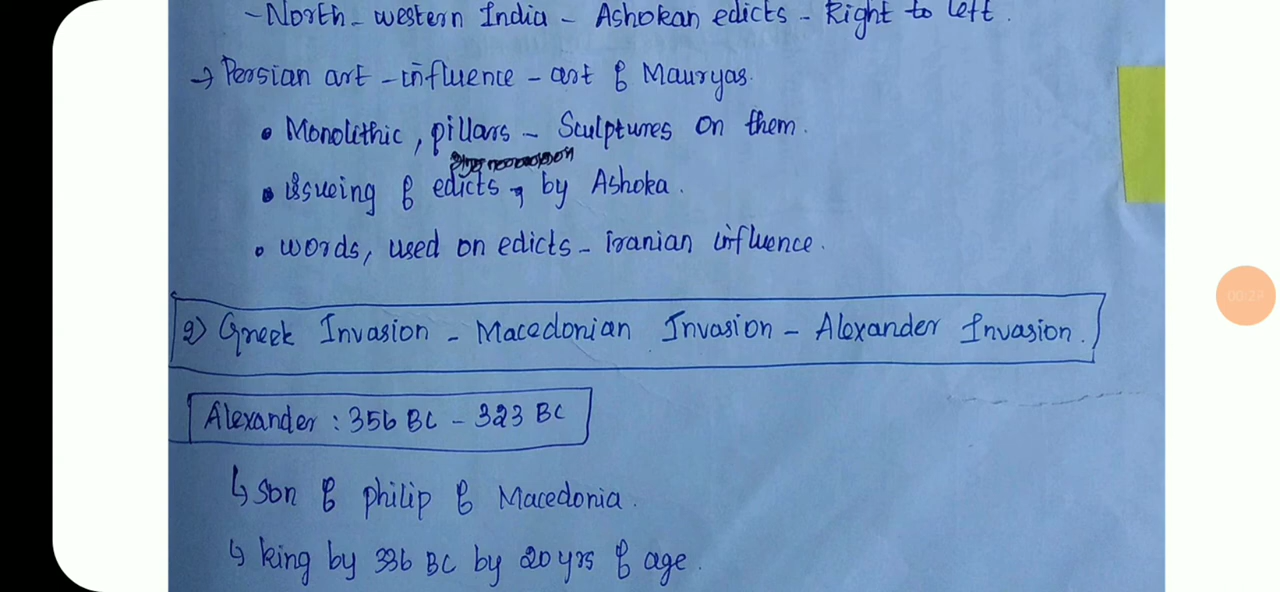 - North - western India - Ashokan edicts - Right to left.
→ Persian art - influence - art of Mauryas.
• Monolithic, pillars - Sculptures on them.
• issueing of edicts, by Ashoka.
• words, used on edicts - iranian influence.
2) Greek Invasion - Macedonian Invasion - Alexander Invasion.
Alexander : 356 BC - 323 BC
↳ son of philip of Macedonia.
↳ king by 336 BC by 20 yrs of age.